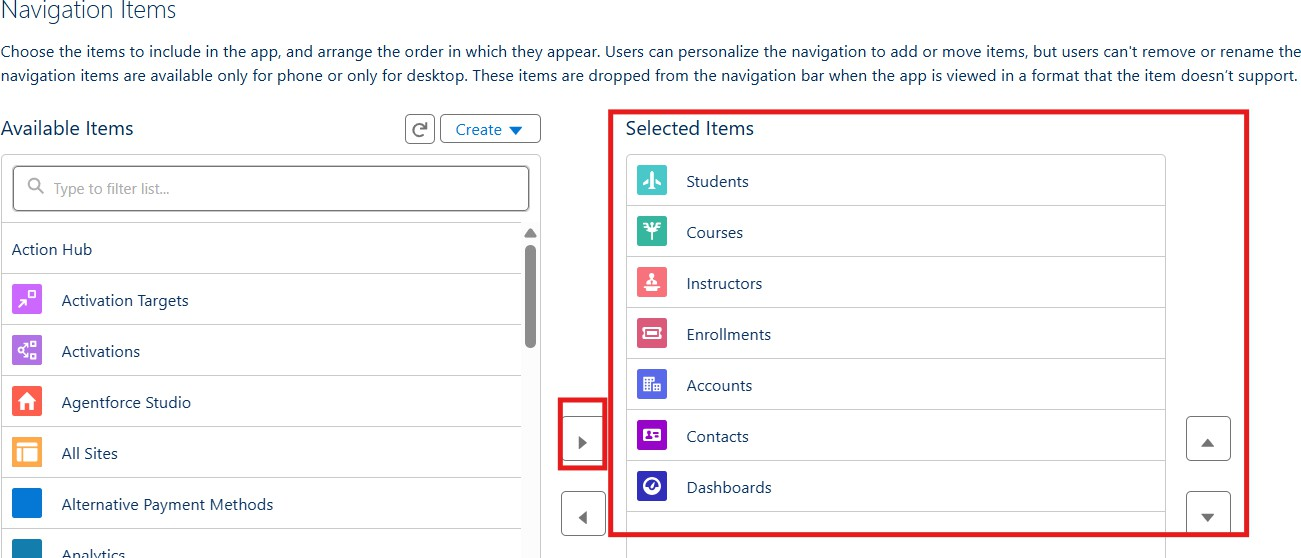 Navigation Items
Choose the items to include in the app, and arrange the order in which they appear. Users can personalize the navigation to add or move items, but users can't remove or rename the
navigation items are available only for phone or only for desktop. These items are dropped from the navigation bar when the app is viewed in a format that the item doesn’t support.
Available Items
Create
Type to filter list...
Action Hub
Activation Targets
Activations
Agentforce Studio
All Sites
Alternative Payment Methods
Analytics
Selected Items
Students
Courses
Instructors
Enrollments
Accounts
Contacts
Dashboards